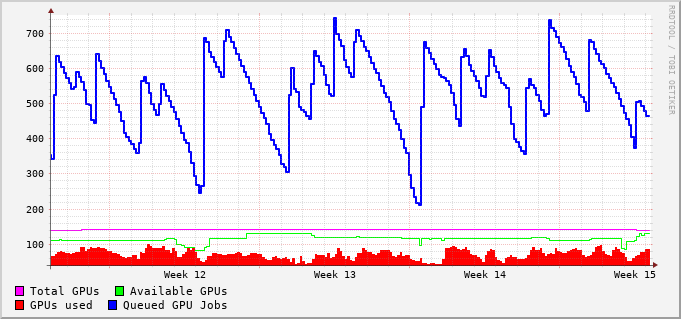 700
600
500
400
300
200
100
Week 12 Week 13 Week 14 Week 15
Total GPUs Available GPUs
GPUs used Queued GPU Jobs
RRDTOOL / TOBI OETIKER